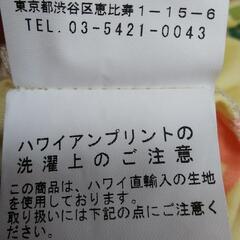 東京都渋谷区恵比寿1-15-6
TEL.03-5421-0043
ハワイアンプリントの
洗濯上のご注意
この商品は、ハワイ直輸入の生地
を使用しております。
取り扱いには下記の点にご注意く
ださい。